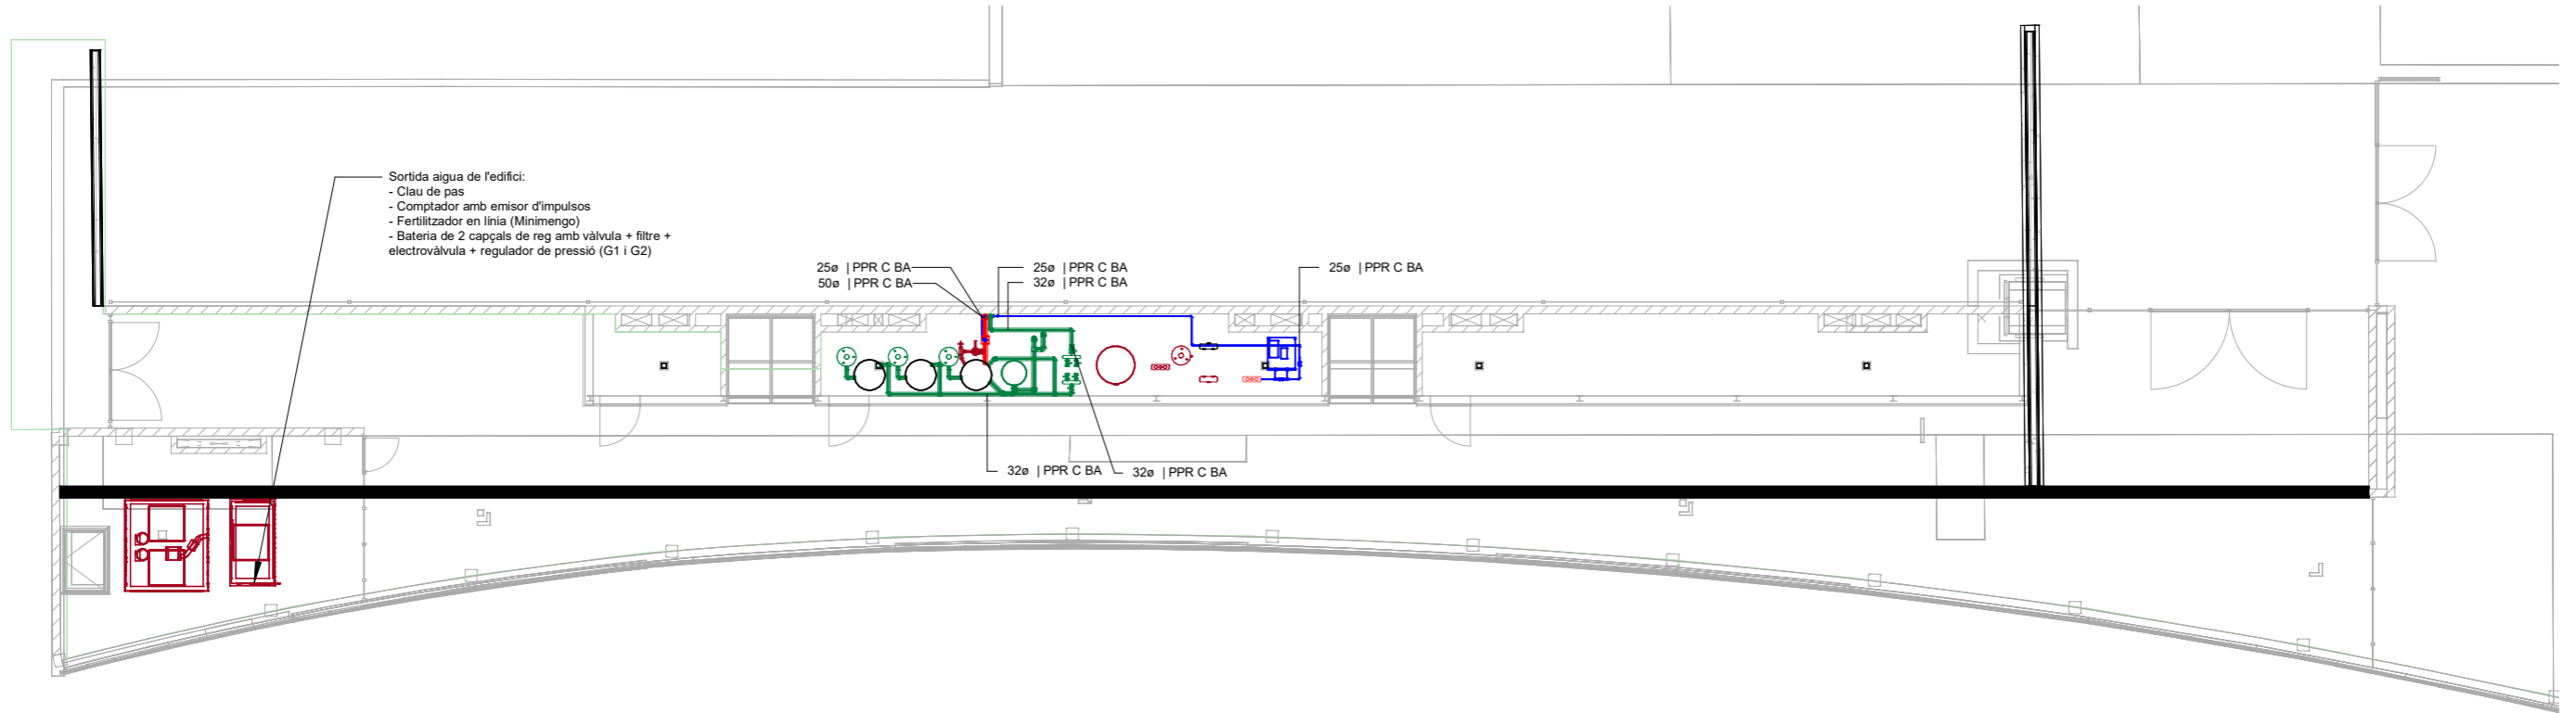 Sortida aigua de l'edifici:
- Clau de pas
- Comptador amb emisor d'impulsos
- Fertilitzador en línia (Minimengo)
- Bateria de 2 capçals de reg amb vàlvula + filtre +
electrovàlvula + regulador de pressió (G1 i G2)
25ø | PPR C BA
50ø | PPR C BA
25ø | PPR C BA
32ø | PPR C BA
25ø | PPR C BA
32ø | PPR C BA
32ø | PPR C BA